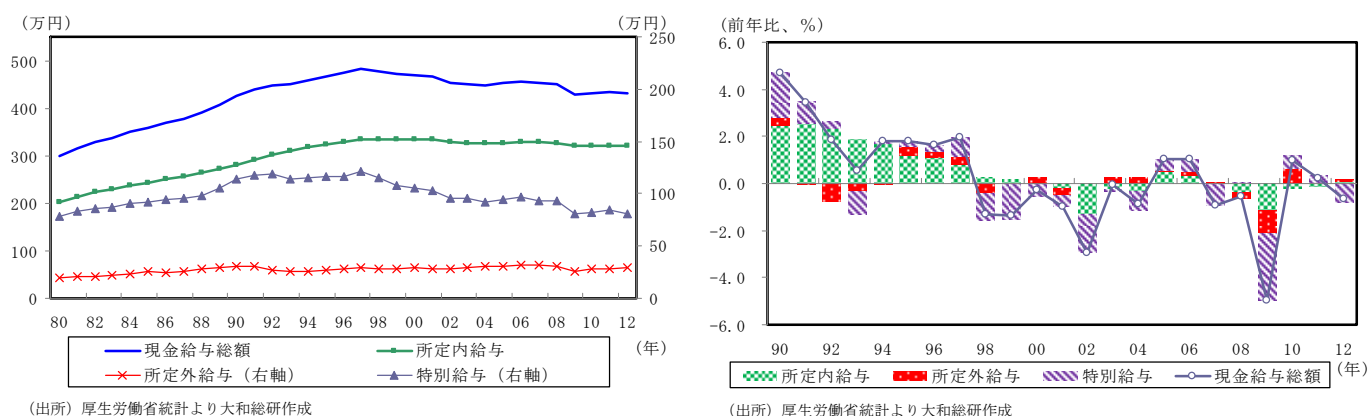 （万円）
（万円）
500
400
300
200
100
0
250
200
150
100
50
0
80 82 84 86 88 90 92 94 96 98 00 02 04 06 08 10 12
（年）
現金給与総額
所定内給与
所定外給与（右軸）
特別給与（右軸）
（出所）厚生労働省統計より大和総研作成
（前年比、%）
6.0
4.0
2.0
0.0
-2.0
-4.0
-6.0
90 92 94 96 98 00 02 04 06 08 10 12
（年）
所定内給与
所定外給与
特別給与
現金給与総額
（出所）厚生労働省統計より大和総研作成